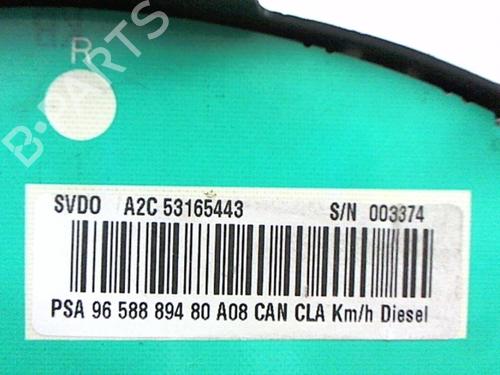 R
B-PARTS
SVDO A2C 53165443 S/N 003374
PSA 96 588 894 80 A08 CAN CLA Km/h Diesel